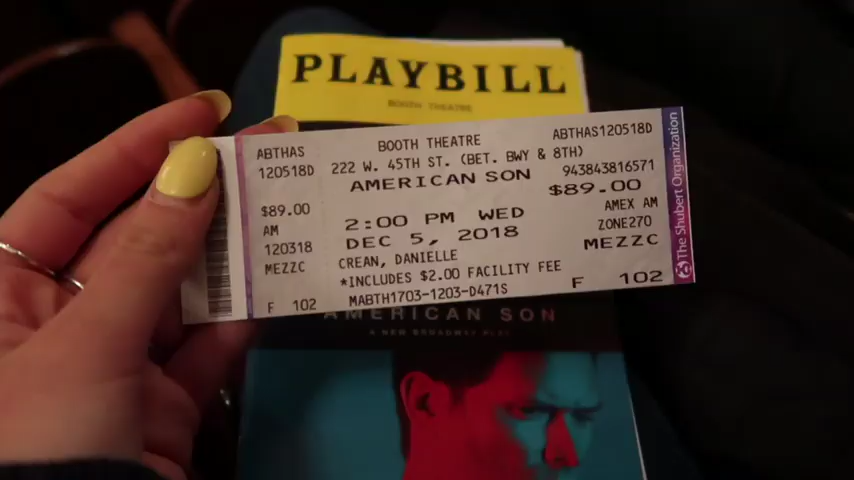 PLAYBILL
BOOTH THEATRE
ABTHAS
120518D
$89.00
AM
120318
MEZZC
F 102
BOOTH THEATRE
222 W. 45TH ST. (BET. BWY & 8TH)
AMERICAN SON
2:00 PM WED
DEC 5, 2018
CREAN, DANIELLE
*INCLUDES $2.00 FACILITY FEE
MABTH1703-1203-D471S
ABTHAS120518D
943843816571
$89.00
AMEX AM
ZONE270
MEZZC
F 102
The Shubert Organization
AMERICAN SON
A NEW BROADWAY PLAY